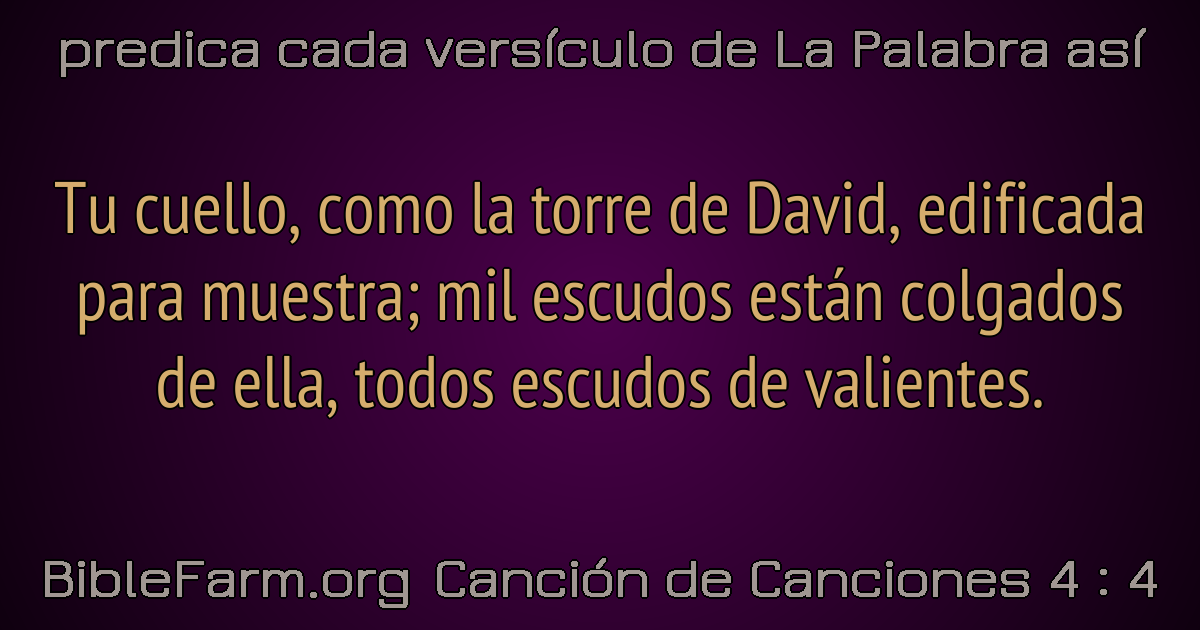 predica cada versículo de La Palabra así
Tu cuello, como la torre de David, edificada
para muestra; mil escudos están colgados
de ella, todos escudos de valientes.
BibleFarm.org Canción de Canciones 4 : 4